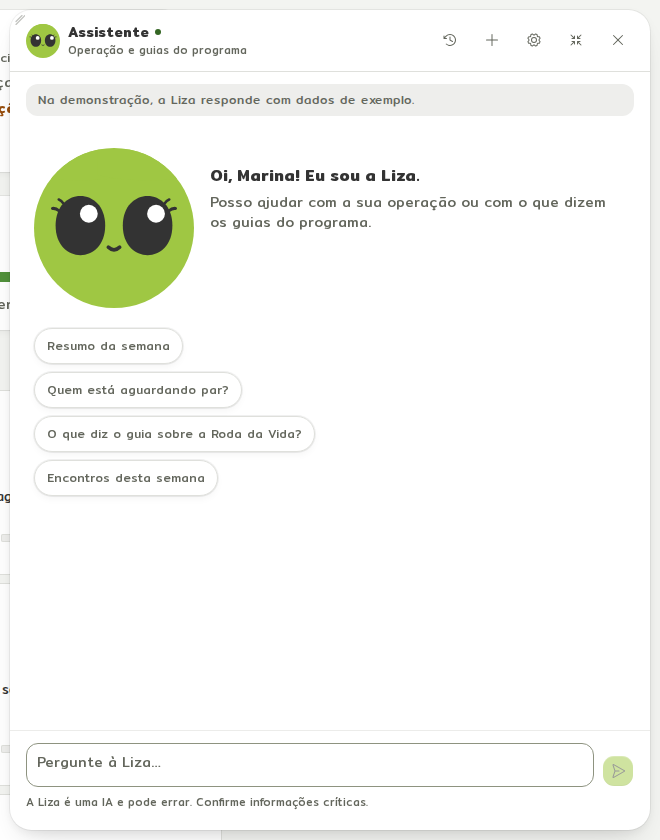 Assistente
Operação e guias do programa
Na demonstração, a Liza responde com dados de exemplo.
Oi, Marina! Eu sou a Liza.
Posso ajudar com a sua operação ou com o que dizem
os guias do programa.
Resumo da semana
Quem está aguardando par?
O que diz o guia sobre a Roda da Vida?
Encontros desta semana
Pergunte à Liza...
A Liza é uma IA e pode errar. Confirme informações críticas.